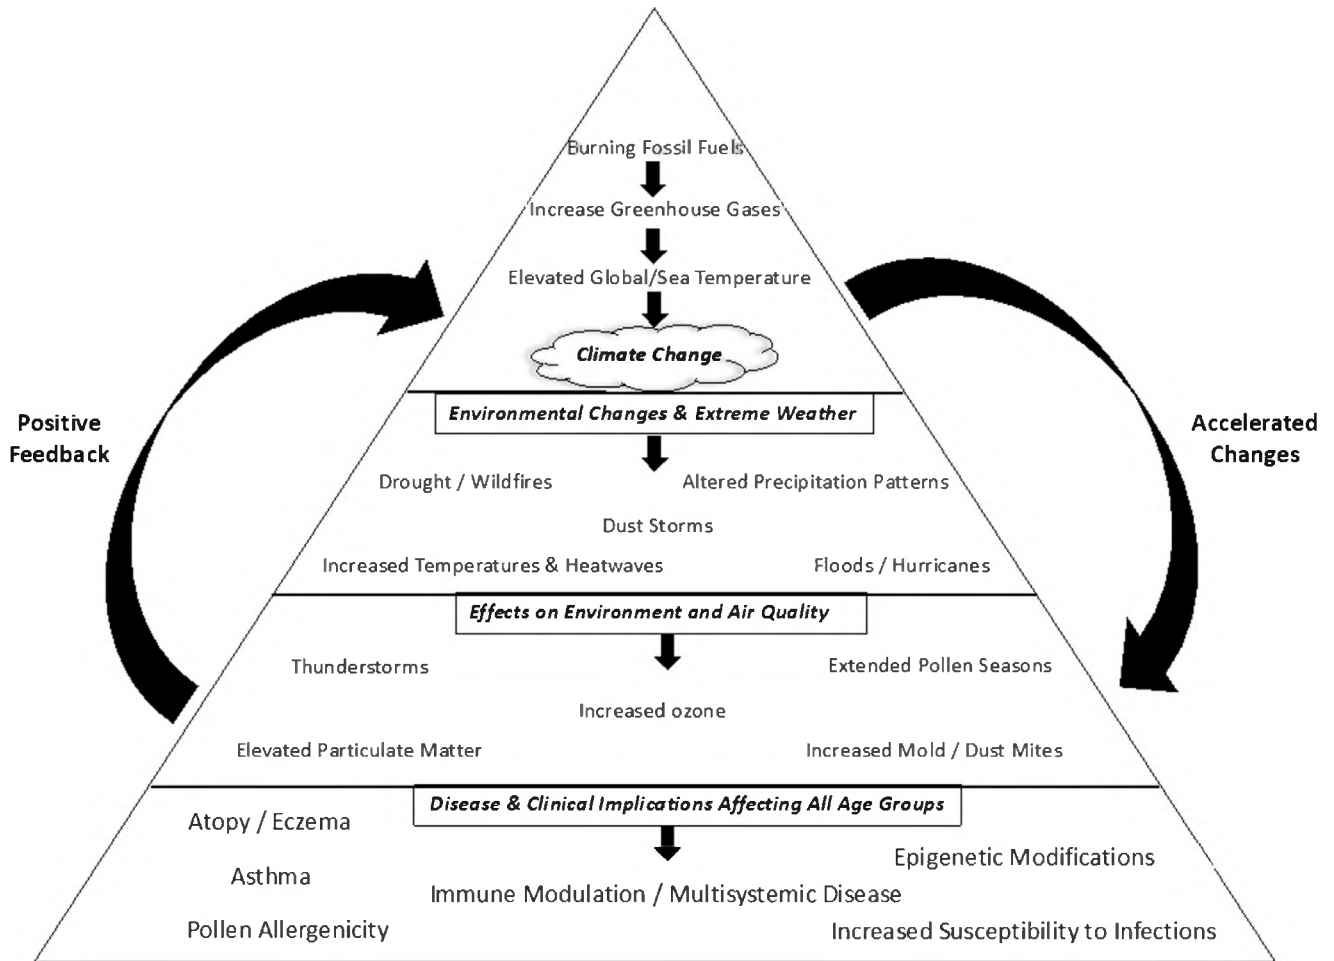 Burning Fossil Fuels
Increase Greenhouse Gases
Elevated Global/Sea Temperature
Climate Change
Positive
Feedback
Accelerated
Changes
Environmental Changes & Extreme Weather
Drought / Wildfires
Altered Precipitation Patterns
Dust Storms
Increased Temperatures & Heatwaves
Floods / Hurricanes
Effects on Environment and Air Quality
Thunderstorms
Extended Pollen Seasons
Increased ozone
Elevated Particulate Matter
Increased Mold / Dust Mites
Disease & Clinical Implications Affecting All Age Groups
Atopy / Eczema
Epigenetic Modifications
Asthma
Immune Modulation / Multisystemic Disease
Pollen Allergenicity
Increased Susceptibility to Infections